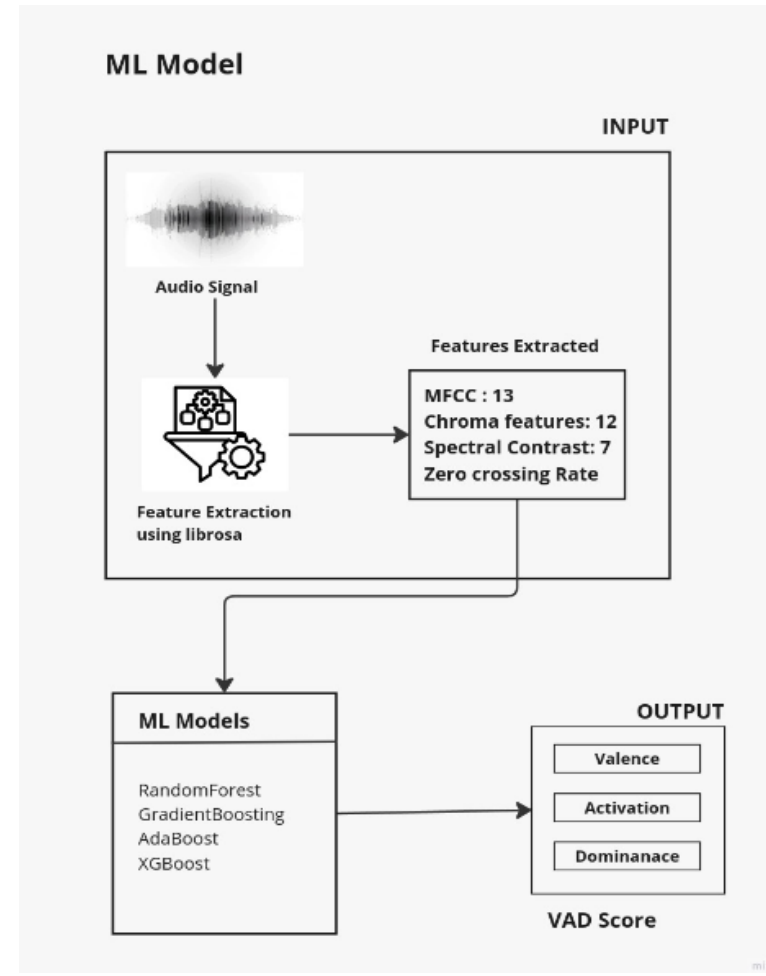 ML Model
INPUT
Audio Signal
Features Extracted
MFCC : 13
Chroma features: 12
Spectral Contrast: 7
Zero crossing Rate
Feature Extraction
using librosa
ML Models
RandomForest
GradientBoosting
AdaBoost
XGBoost
OUTPUT
Valence
Activation
Dominanace
VAD Score